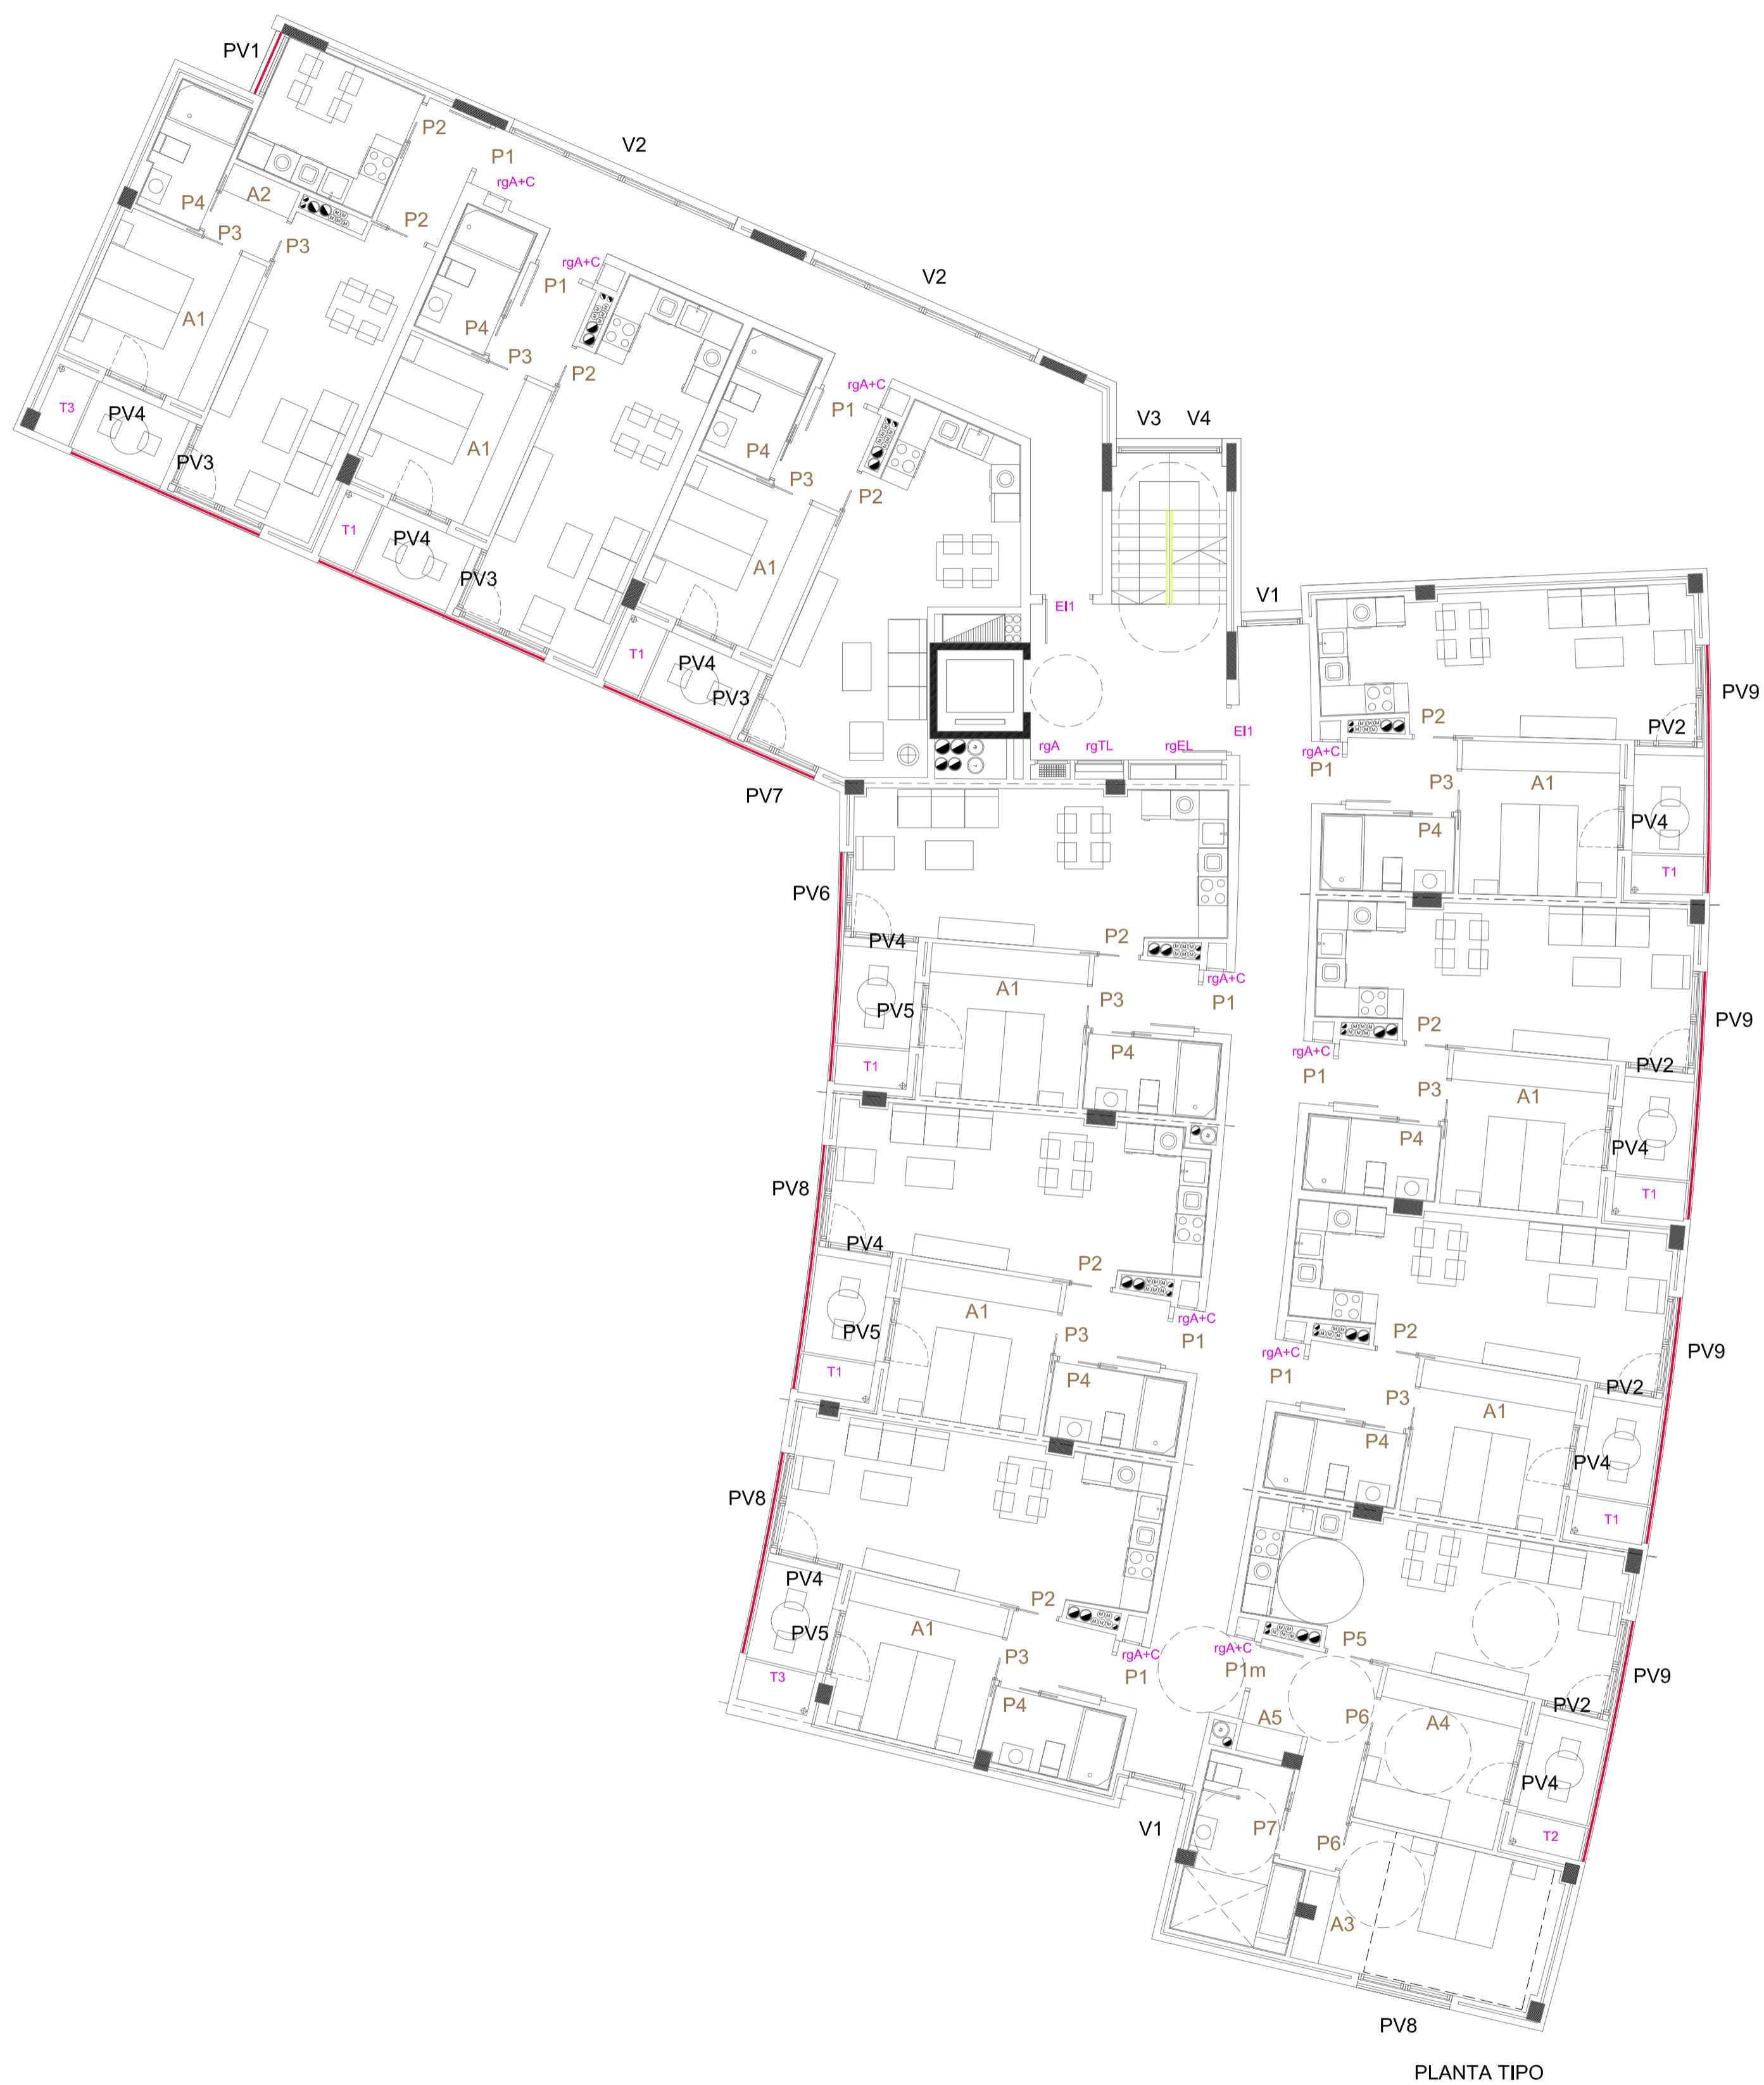 PV1
P2
V2
P1
rgA+C
A2
P4
P2
P3
P3
rgA+C
V2
P1
A1
P4
P3
P2
rgA+C
P1
V3 V4
T3
PV4
A1
P4
PV3
P3
P2
T1
PV4
A1
PV3
V1
EI1
T1
PV4
PV3
PV9
P2
PV2
EI1
rgA rgTL rgEL
rgA+C
P1
PV7
P3
A1
PV4
P4
T1
PV6
P2
PV4
rgA+C
P1
A1
P3
PV5
PV9
P2
rgA+C
P1
PV2
P4
T1
P3
A1
P4
PV4
PV8
T1
PV4
P2
A1
rgA+C
P1
PV5
P3
P2
rgA+C
P1
PV9
PV2
T1
P4
P3
A1
P4
PV4
PV8
T1
PV4
P2
A1
PV5
P3
rgA+C
P1
rgA+C
P1m
P5
PV9
T3
P4
A5
P6
A4
PV2
PV4
V1
P7
P6
T2
A3
PV8
PLANTA TIPO